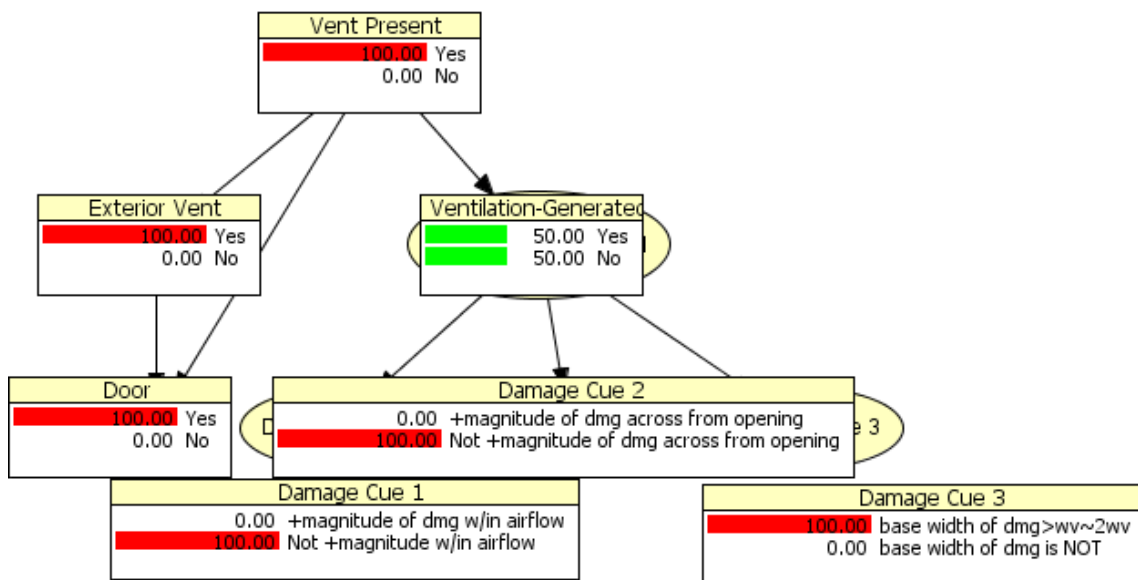 Vent Present
100.00 Yes
0.00 No
Exterior Vent
100.00 Yes
0.00 No
Ventilation-Generated
50.00 Yes
50.00 No
Door
100.00 Yes
0.00 No
Damage Cue 2
0.00 +magnitude of dmg across from opening
100.00 Not +magnitude of dmg across from opening
D
e 3
Damage Cue 1
0.00 +magnitude of dmg w/in airflow
100.00 Not +magnitude w/in airflow
Damage Cue 3
100.00 base width of dmg>wv~2wv
0.00 base width of dmg is NOT